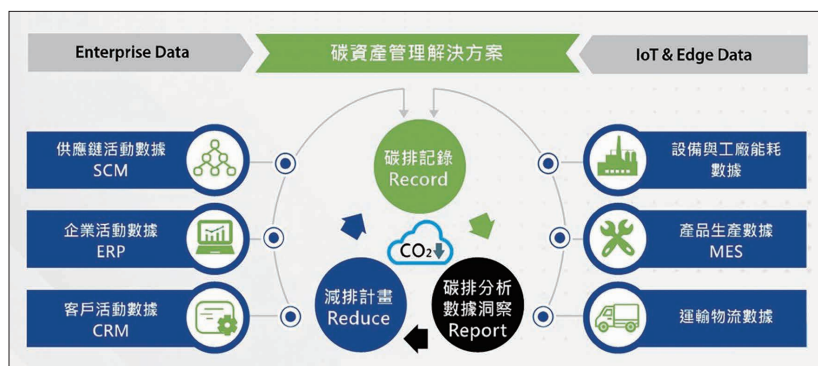 Enterprise Data
碳資產管理解決方案
IoT & Edge Data
供應鏈活動數據
SCM
企業活動數據
ERP
客戶活動數據
CRM
碳排記錄
Record
CO2
減排計畫
Reduce
碳排分析
數據洞察
Report
設備與工廠能耗
數據
產品生產數據
MES
運輸物流數據